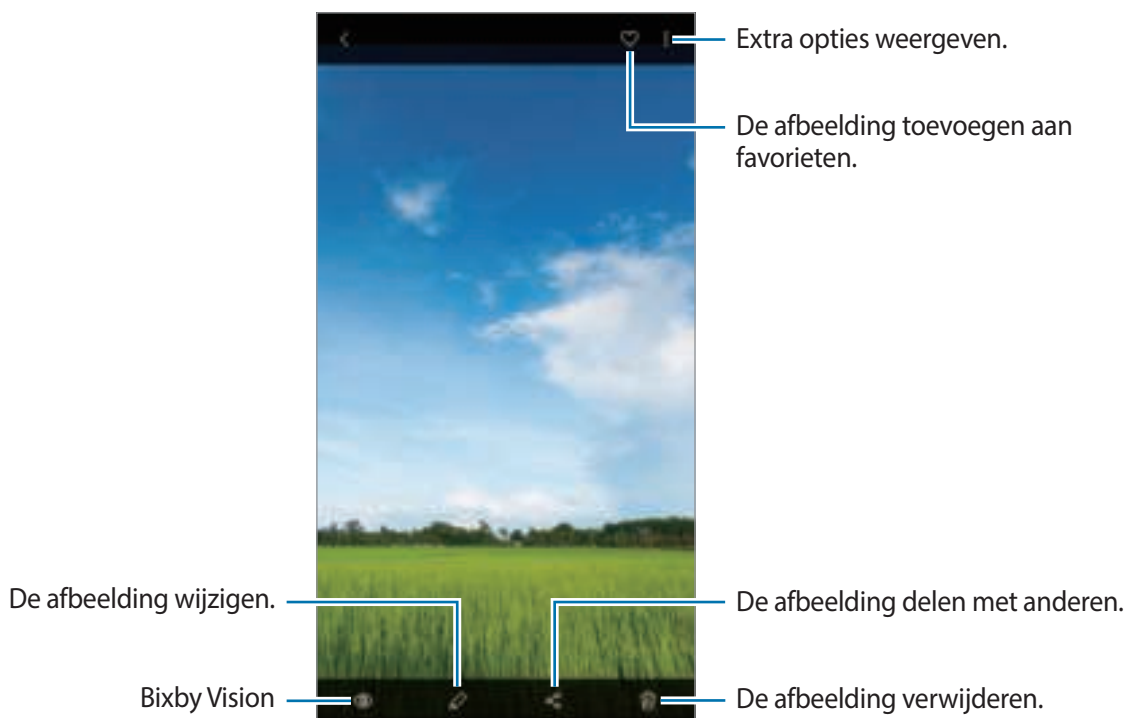 Extra opties weergeven.
De afbeelding toevoegen aan
favorieten.
De afbeelding wijzigen.
De afbeelding delen met anderen.
Bixby Vision
De afbeelding verwijderen.